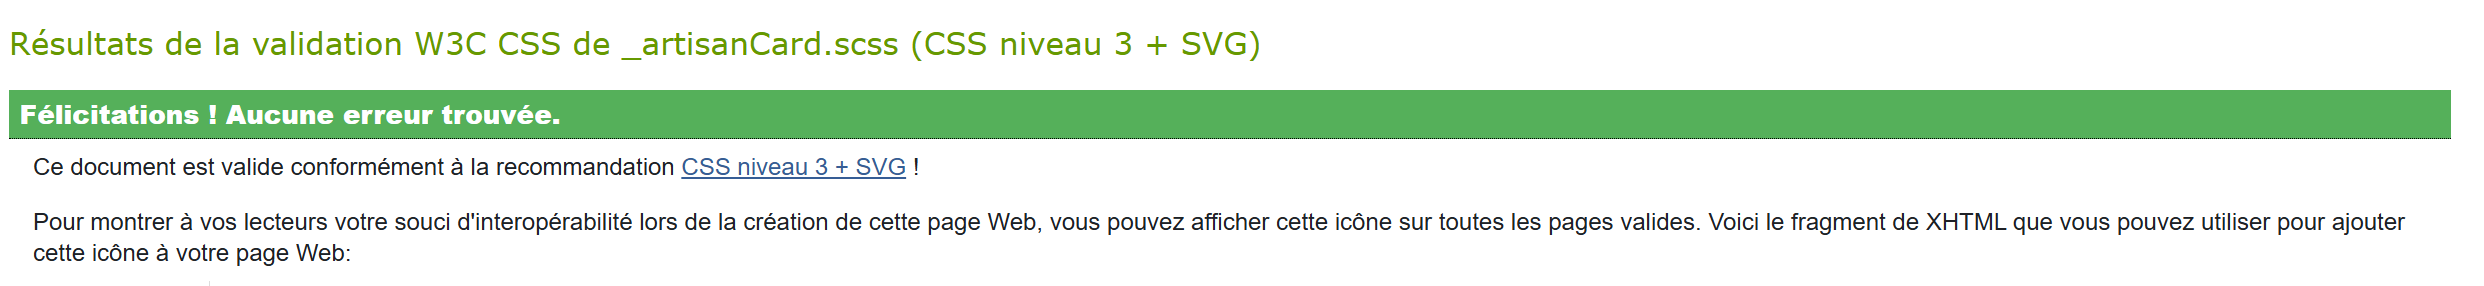 Résultats de la validation W3C CSS de _artisanCard.scss (CSS niveau 3 + SVG)
Félicitations ! Aucune erreur trouvée.
Ce document est valide conformément à la recommandation CSS niveau 3 + SVG !
Pour montrer à vos lecteurs votre souci d'interopérabilité lors de la création de cette page Web, vous pouvez afficher cette icône sur toutes les pages valides. Voici le fragment de XHTML que vous pouvez utiliser pour ajouter
cette icône à votre page Web: